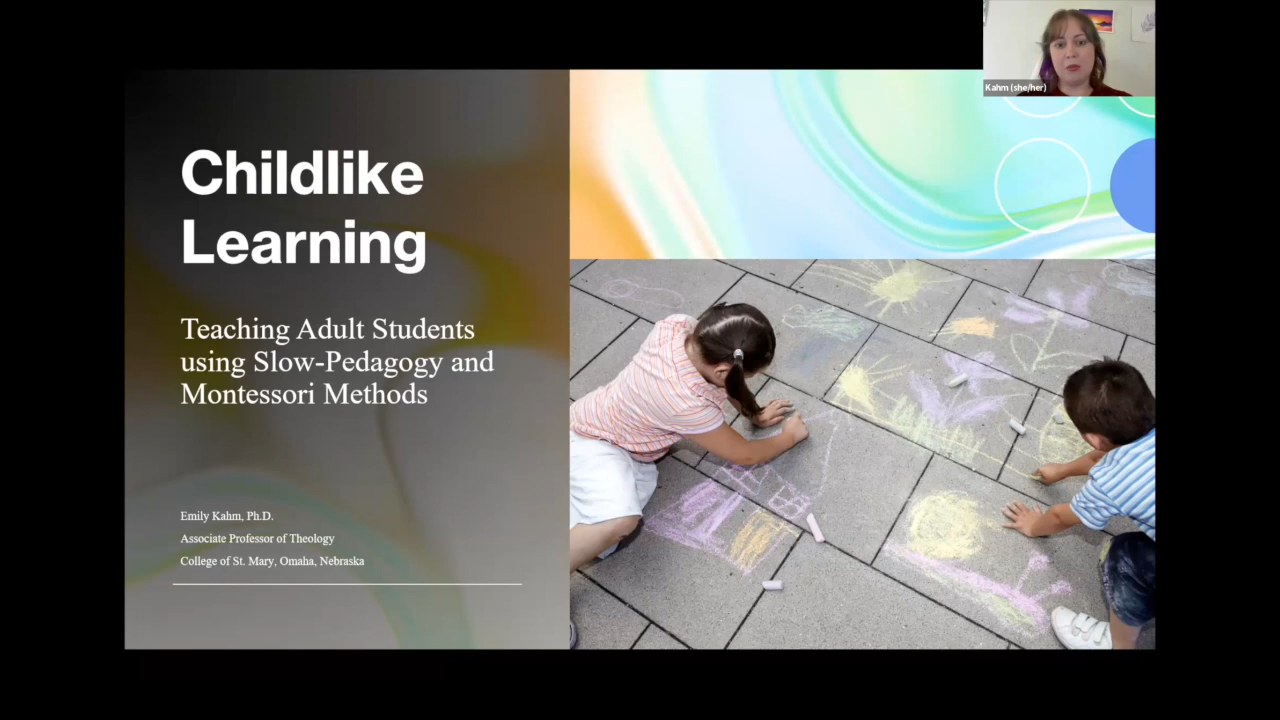 Kahm (she/her)
Childlike
Learning
Teaching Adult Students
using Slow-Pedagogy and
Montessori Methods
Emily Kahm, Ph.D.
Associate Professor of Theology
College of St. Mary, Omaha, Nebraska